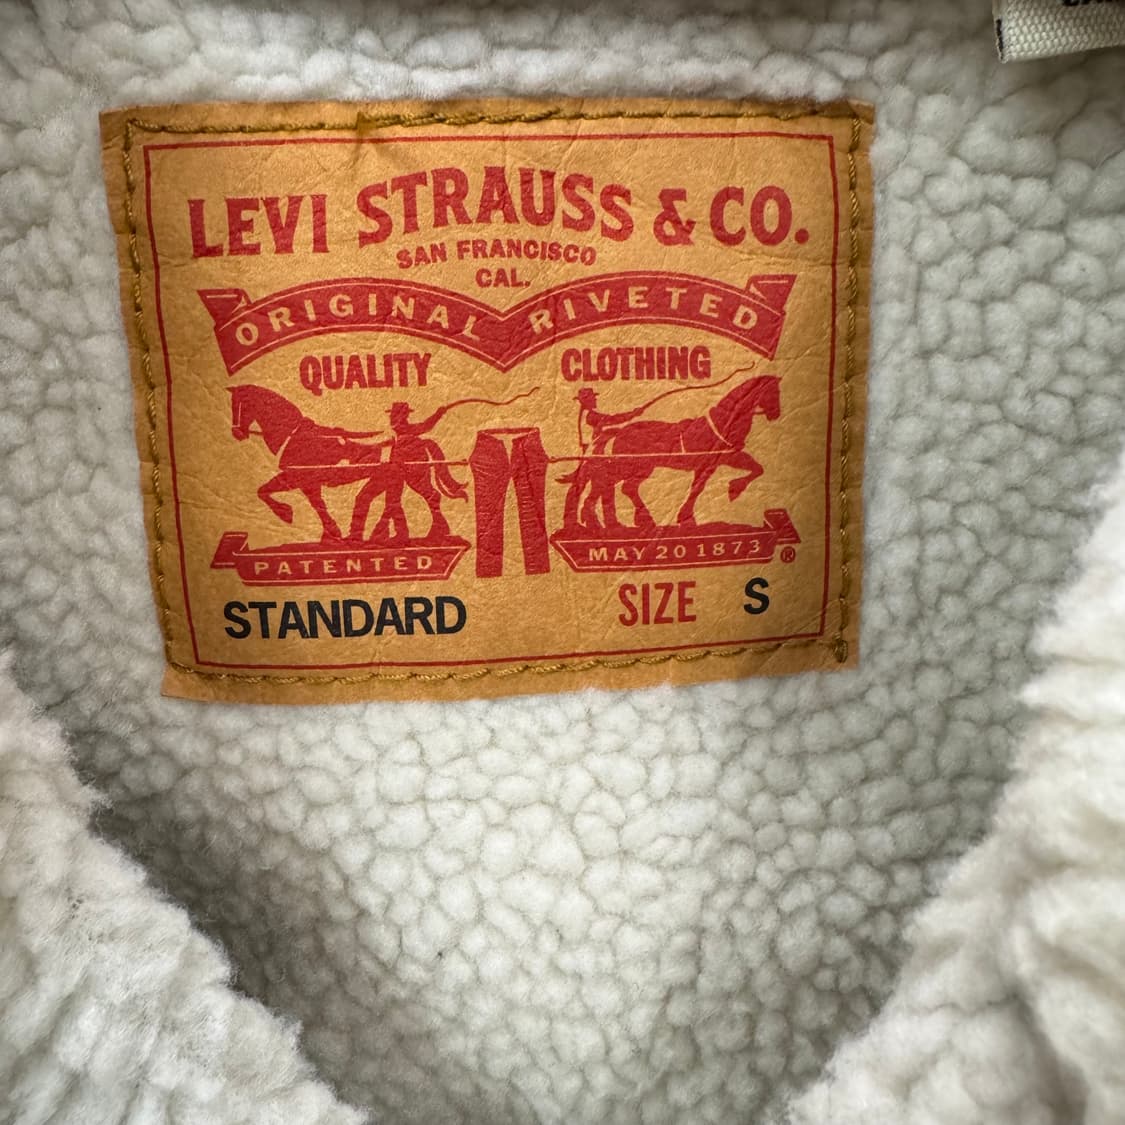 LEVI STRAUSS & CO.
SAN FRANCISCO
CAL.
ORIGINAL RIVETED
QUALITY CLOTHING
PATENTED MAY 20 1873 ®
STANDARD SIZE S